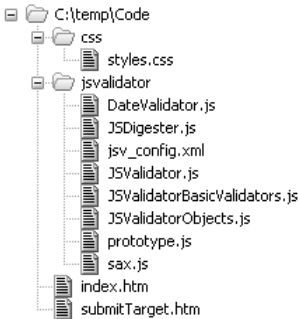 C:\temp\Code
css
styles.css
jsvalidator
DateValidator.js
JSDigester.js
jsv_config.xml
JSValidator.js
JSValidatorBasicValidators.js
JSValidatorObjects.js
prototype.js
sax.js
index.htm
submitTarget.htm